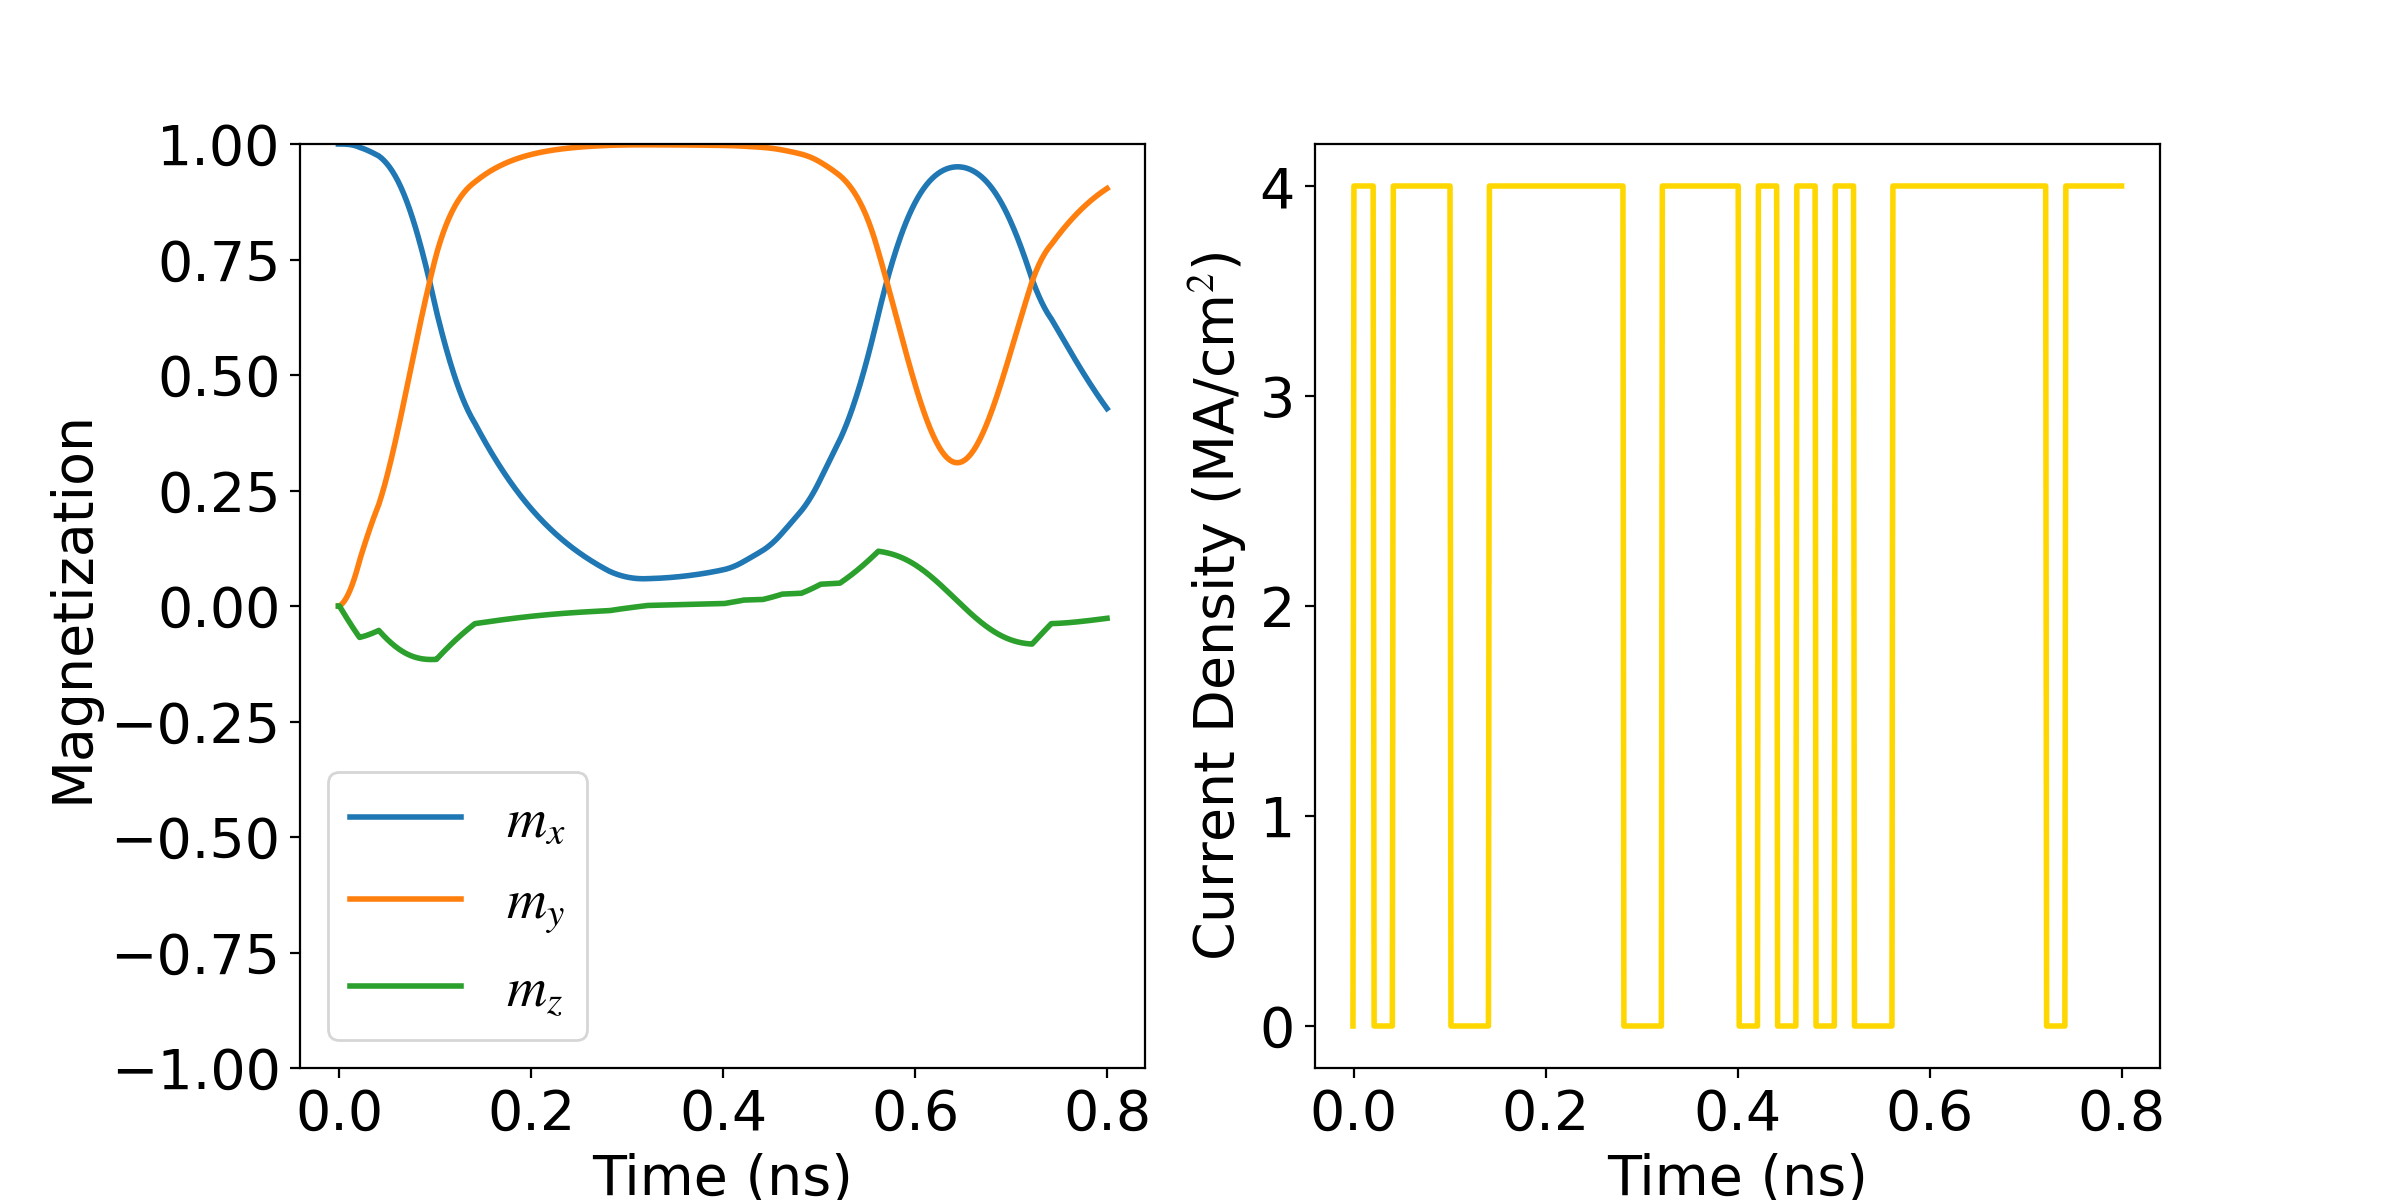 1.00
0.75
0.50
0.25
0.00
−0.25
−0.50
−0.75
−1.00
Magnetization
m_x
m_y
m_z
0.0 0.2 0.4 0.6 0.8
Time (ns)
4
3
2
1
0
Current Density (MA/cm²)
0.0 0.2 0.4 0.6 0.8
Time (ns)